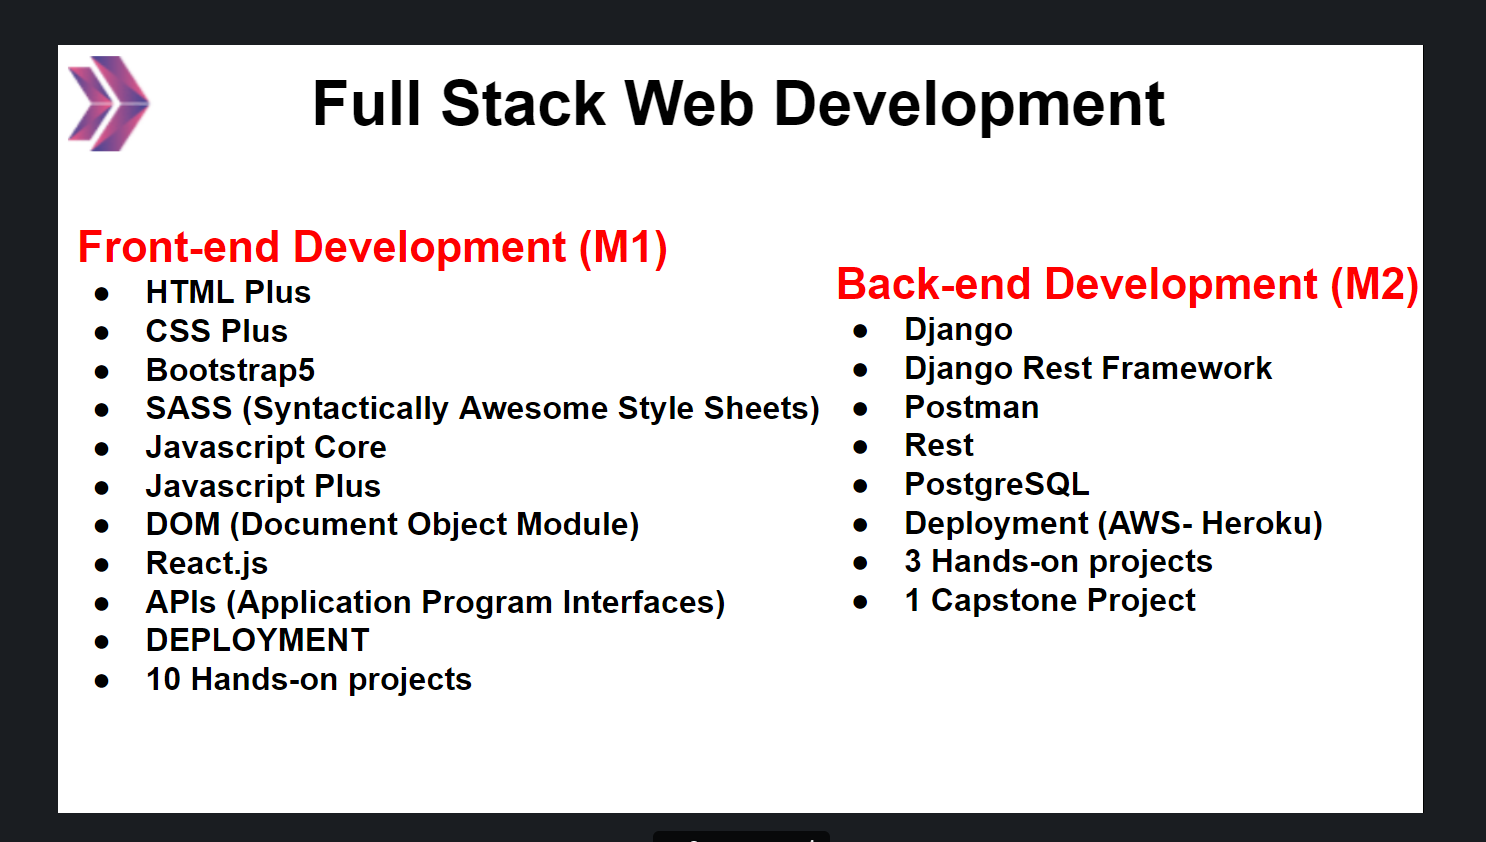 Full Stack Web Development
Front-end Development (M1)
● HTML Plus
● CSS Plus
● Bootstrap5
● SASS (Syntactically Awesome Style Sheets)
● Javascript Core
● Javascript Plus
● DOM (Document Object Module)
● React.js
● APIs (Application Program Interfaces)
● DEPLOYMENT
● 10 Hands-on projects
Back-end Development (M2)
● Django
● Django Rest Framework
● Postman
● Rest
● PostgreSQL
● Deployment (AWS- Heroku)
● 3 Hands-on projects
● 1 Capstone Project